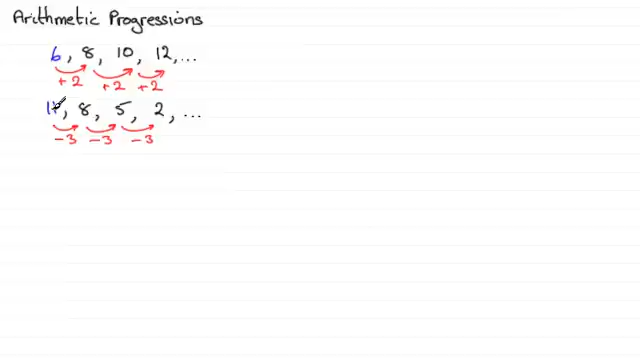 Arithmetic Progressions
6, 8, 10, 12, ...
+2 +2 +2
11, 8, 5, 2, ...
-3 -3 -3